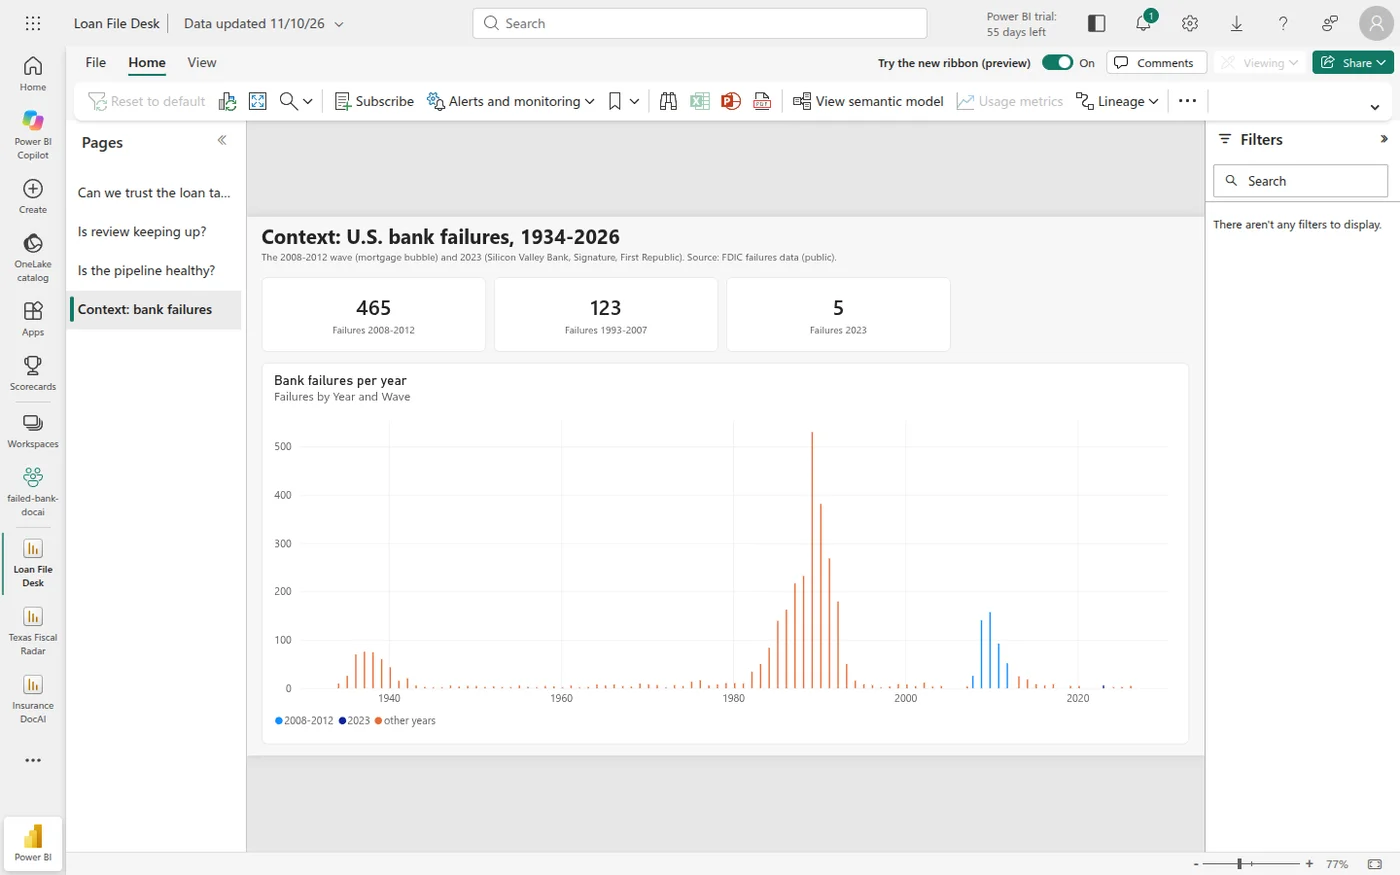 Loan File Desk
Data updated 11/10/26
Search
Power BI trial:
55 days left
1
Home
Power BI
Copilot
Create
OneLake
catalog
Apps
Scorecards
Workspaces
failed-bank-
docai
Loan File
Desk
Texas Fiscal
Radar
Insurance
DocAI
Power BI
File
Home
View
Try the new ribbon (preview)
On
Comments
Viewing
Share
Reset to default
Subscribe
Alerts and monitoring
View semantic model
Usage metrics
Lineage
Pages
Can we trust the loan ta...
Is review keeping up?
Is the pipeline healthy?
Context: bank failures
Context: U.S. bank failures, 1934-2026
The 2008-2012 wave (mortgage bubble) and 2023 (Silicon Valley Bank, Signature, First Republic). Source: FDIC failures data (public).
465
Failures 2008-2012
123
Failures 1993-2007
5
Failures 2023
Bank failures per year
Failures by Year and Wave
500
400
300
200
100
0
1940
1960
1980
2000
2020
2008-2012
2023
other years
Filters
Search
There aren't any filters to display.
- + 77%